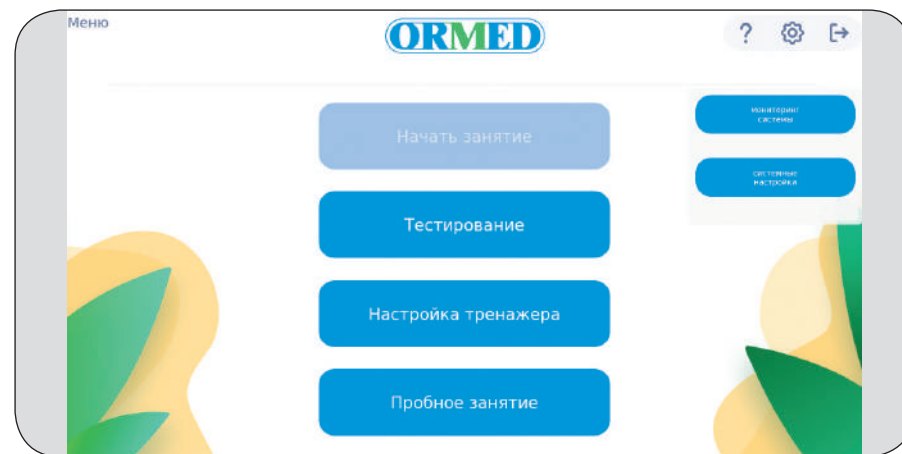 Меню
ORMED
?
Начать занятие
мониторинг
системы
системные
настройки
Тестирование
Настройка тренажера
Пробное занятие